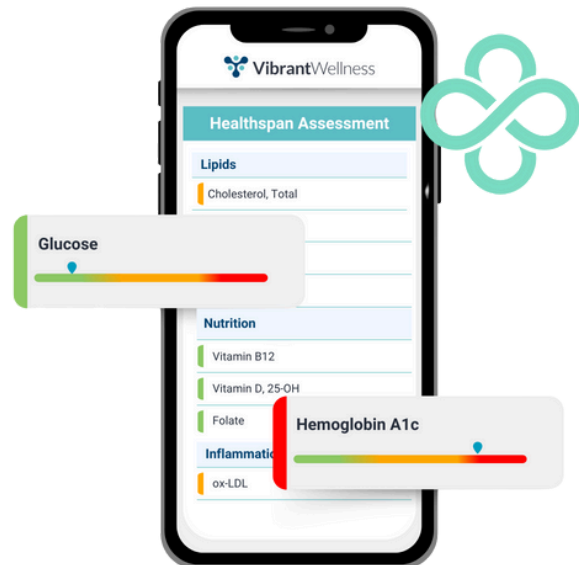 VibrantWellness
Healthspan Assessment
Lipids
Cholesterol, Total
Glucose
Nutrition
Vitamin B12
Vitamin D, 25-OH
Folate
Hemoglobin A1c
Inflammatio
ox-LDL